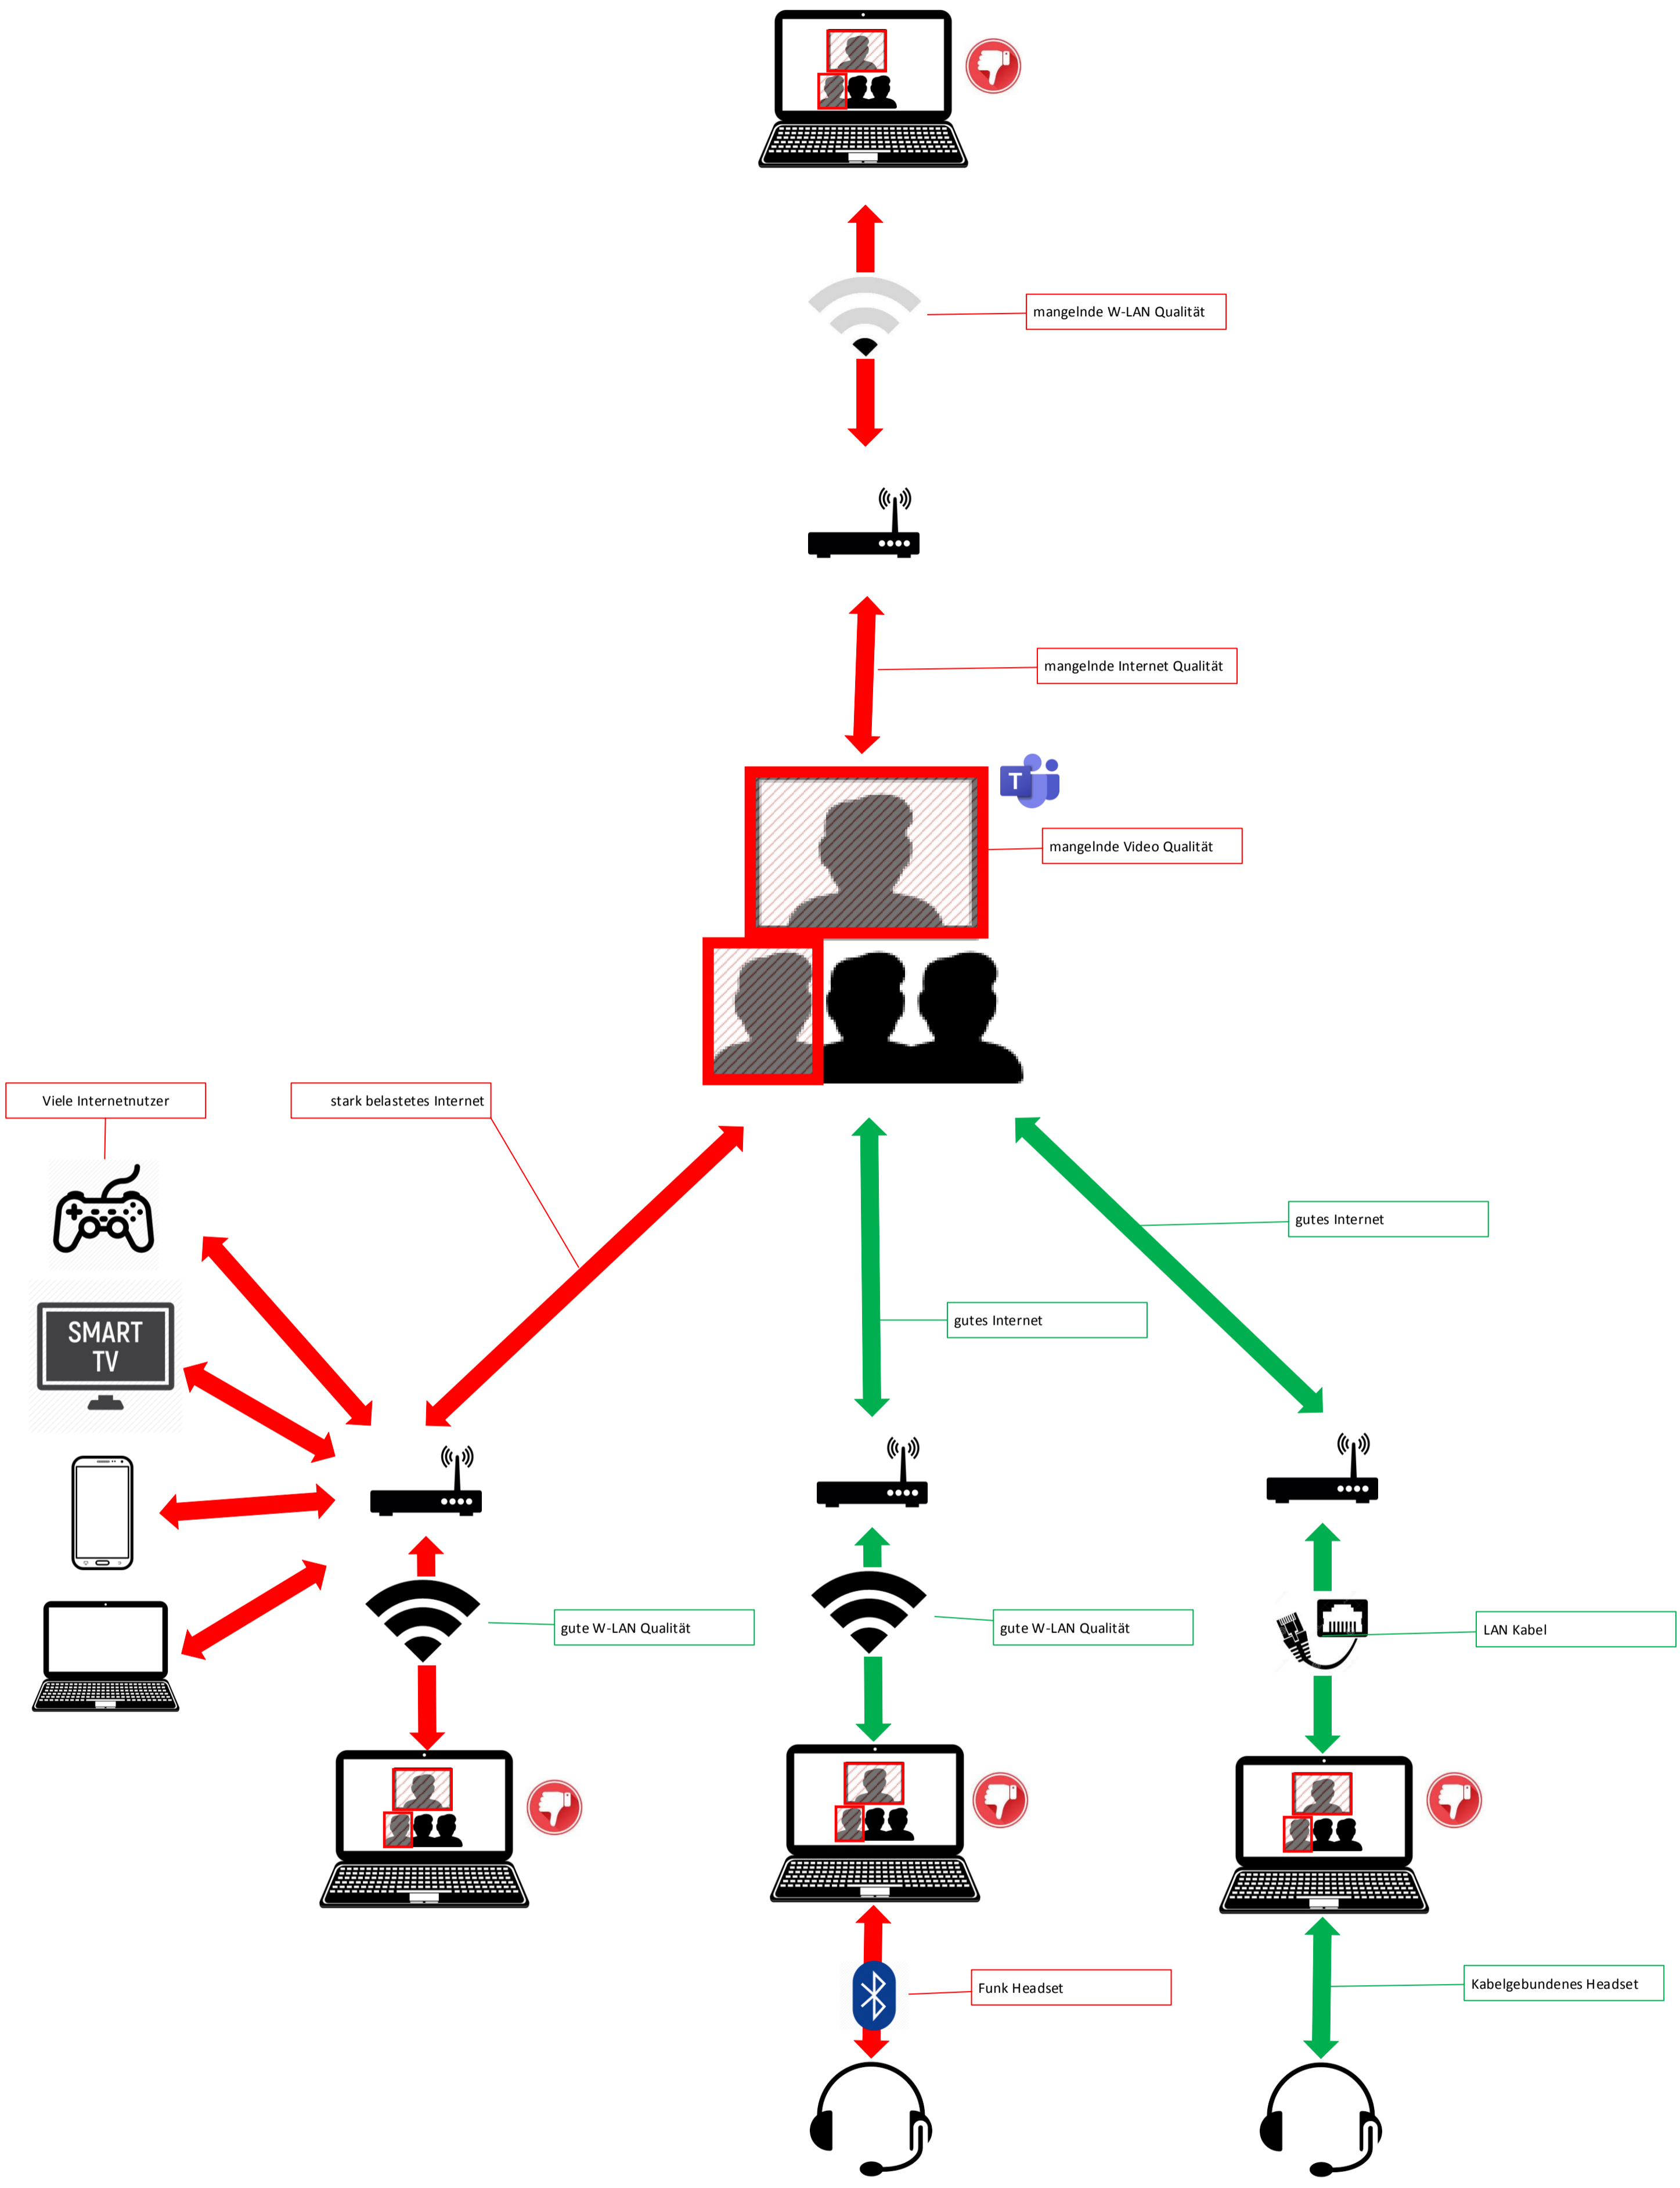 mangelnde W-LAN Qualität
mangelnde Internet Qualität
T
mangelnde Video Qualität
Viele Internetnutzer
stark belastetes Internet
gutes Internet
gutes Internet
SMART
TV
gute W-LAN Qualität
gute W-LAN Qualität
LAN Kabel
Funk Headset
Kabelgebundenes Headset